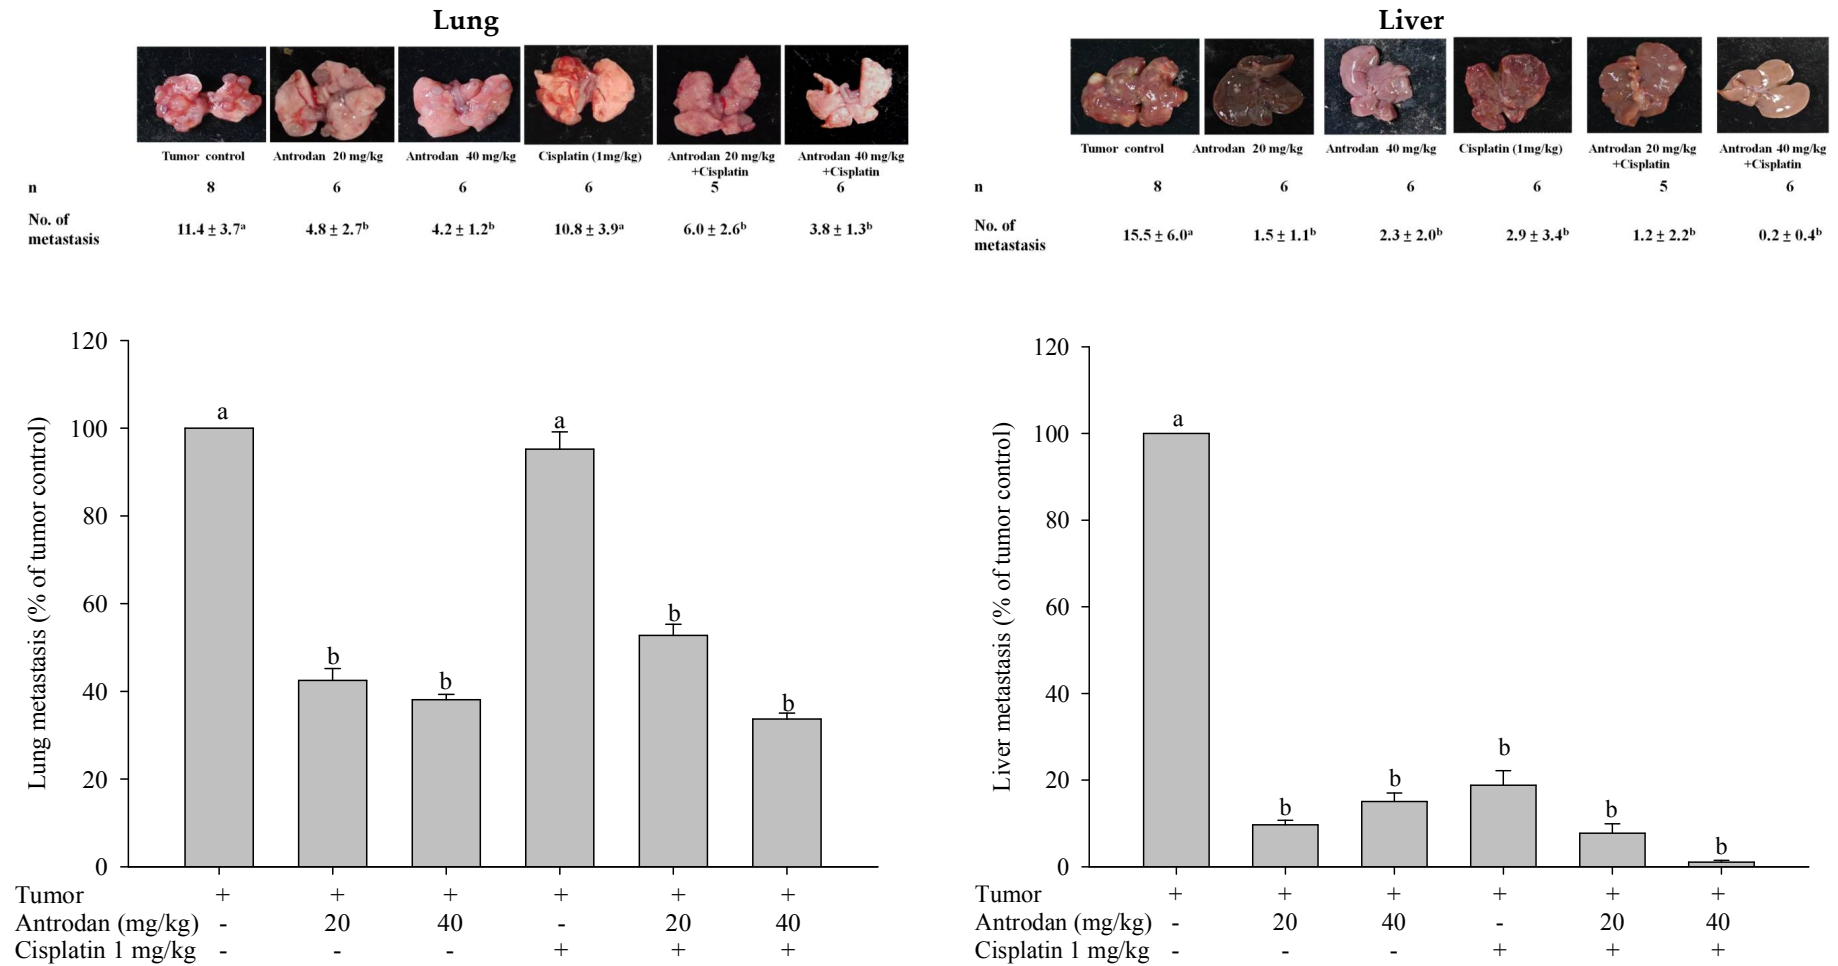 Lung
Tumor control Antrodan 20 mg/kg Antrodan 40 mg/kg Cisplatin (1mg/kg) Antrodan 20 mg/kg +Cisplatin Antrodan 40 mg/kg +Cisplatin
n 8 6 6 6 5 6
No. of metastasis 11.4 ± 3.7ᵃ 4.8 ± 2.7ᵇ 4.2 ± 1.2ᵇ 10.8 ± 3.9ᵃ 6.0 ± 2.6ᵇ 3.8 ± 1.3ᵇ
Lung metastasis (% of tumor control)
120
100
80
60
40
20
0
a b b a b b
Tumor + + + + + +
Antrodan (mg/kg) - 20 40 - 20 40
Cisplatin 1 mg/kg - - - + + +
Liver
Tumor control Antrodan 20 mg/kg Antrodan 40 mg/kg Cisplatin (1mg/kg) Antrodan 20 mg/kg +Cisplatin Antrodan 40 mg/kg +Cisplatin
n 8 6 6 6 5 6
No. of metastasis 15.5 ± 6.0ᵃ 1.5 ± 1.1ᵇ 2.3 ± 2.0ᵇ 2.9 ± 3.4ᵇ 1.2 ± 2.2ᵇ 0.2 ± 0.4ᵇ
Liver metastasis (% of tumor control)
120
100
80
60
40
20
0
a b b b b b
Tumor + + + + + +
Antrodan (mg/kg) - 20 40 - 20 40
Cisplatin 1 mg/kg - - - + + +